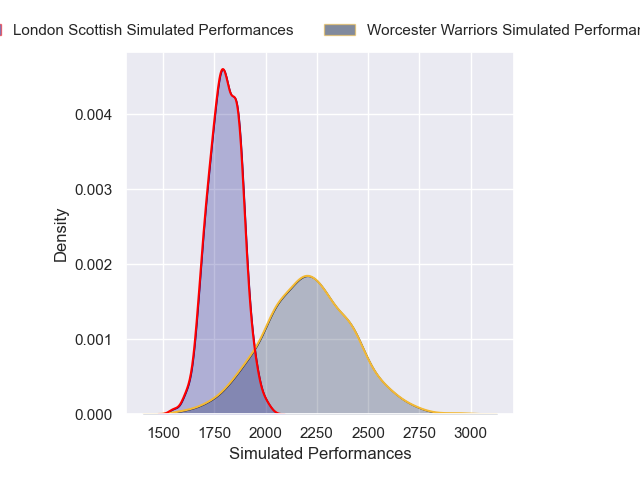 London Scottish Simulated Performances Worcester Warriors Simulated
0.004
0.003
0.002
0.001
0.000
Density
1500 1750 2000 2250 2500 2750 3000
Simulated Performances